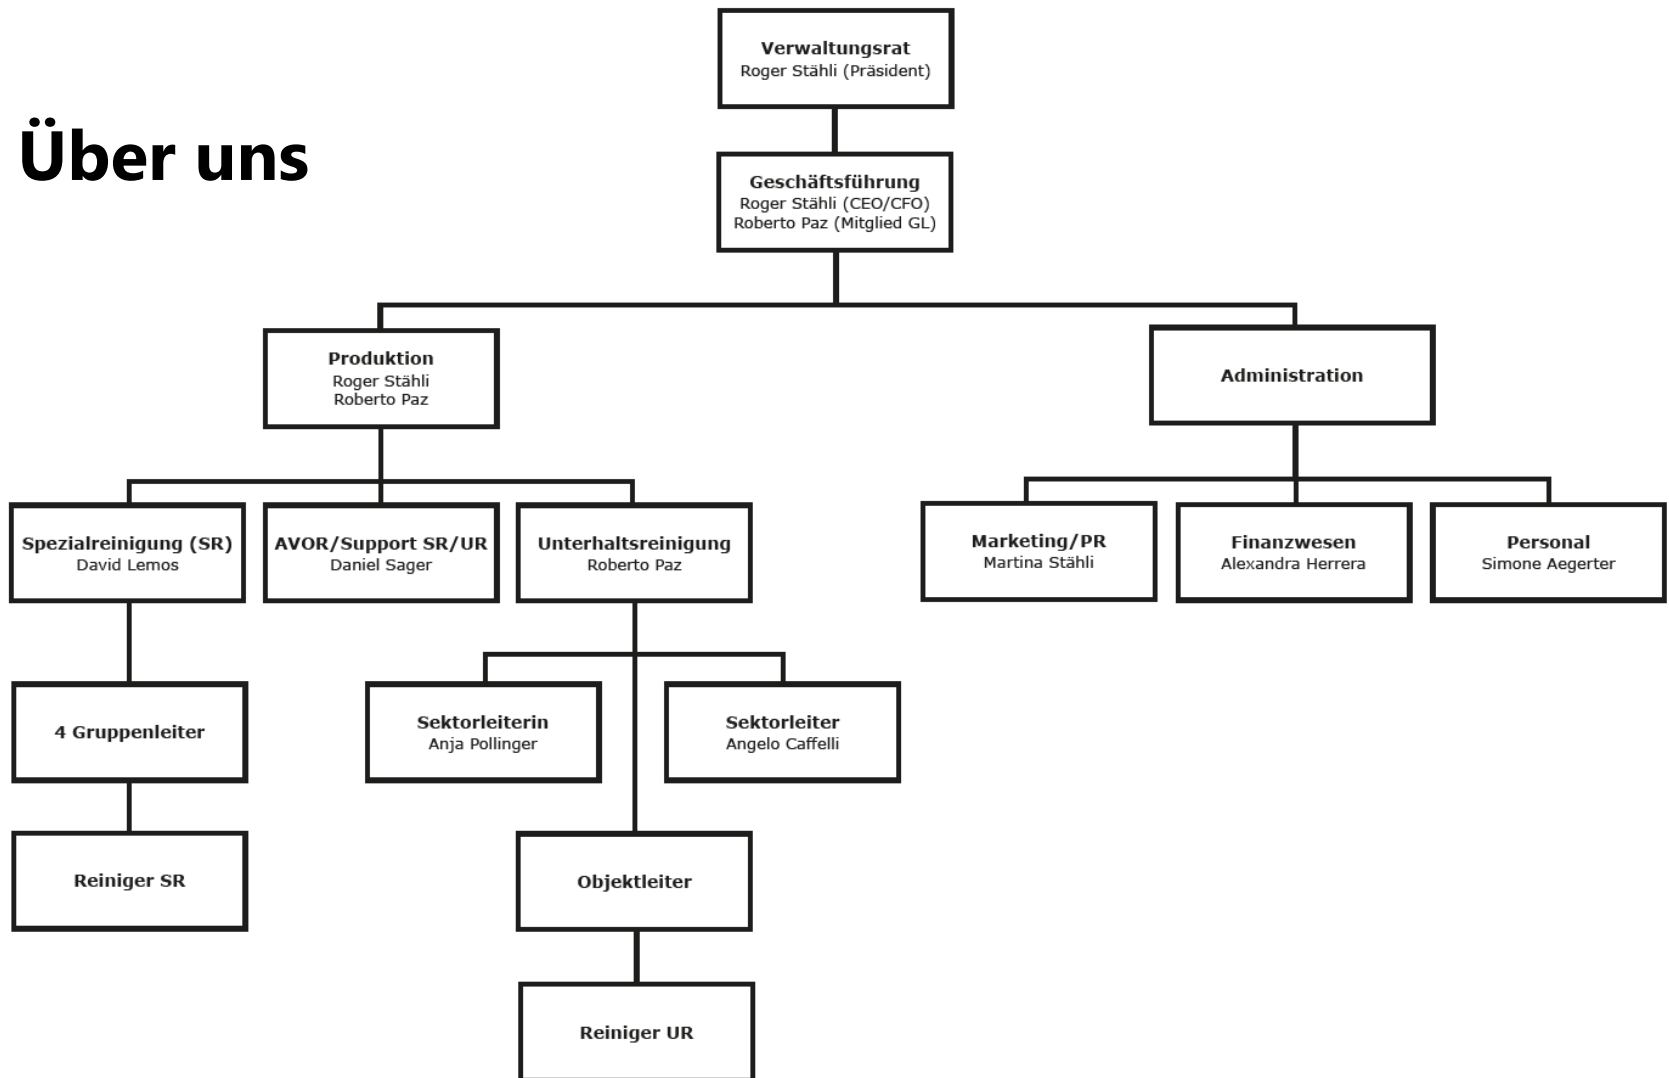 Über uns
Verwaltungsrat
Roger Stähli (Präsident)
Geschäftsführung
Roger Stähli (CEO/CFO)
Roberto Paz (Mitglied GL)
Produktion
Roger Stähli
Roberto Paz
Administration
Spezialreinigung (SR)
David Lemos
AVOR/Support SR/UR
Daniel Sager
Unterhaltsreinigung
Roberto Paz
Marketing/PR
Martina Stähli
Finanzwesen
Alexandra Herrera
Personal
Simone Aegerter
4 Gruppenleiter
Sektorleiterin
Anja Pollinger
Sektorleiter
Angelo Caffelli
Reiniger SR
Objektleiter
Reiniger UR